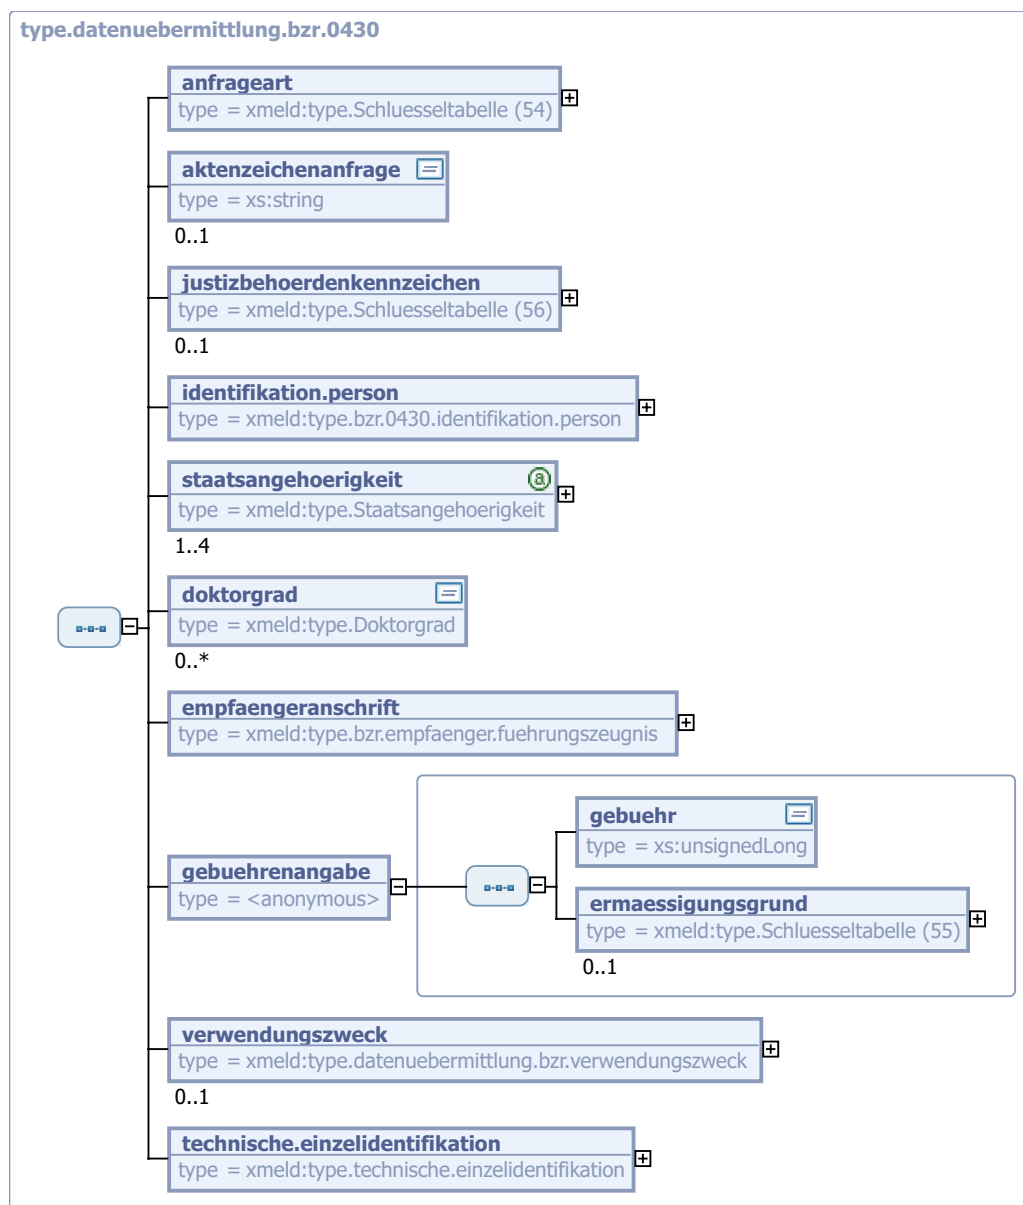 type.datenuebermittlung.bzr.0430
anfrageart
type = xmeld:type.Schluesseltabelle (54)
aktenzeichenanfrage
type = xs:string
0..1
justizbehoerdenkennzeichen
type = xmeld:type.Schluesseltabelle (56)
0..1
identifikation.person
type = xmeld:type.bzr.0430.identifikation.person
staatsangehoerigkeit
type = xmeld:type.Staatsangehoerigkeit
1..4
doktorgrad
type = xmeld:type.Doktorgrad
0..*
empfaengeranschrift
type = xmeld:type.bzr.empfaenger.fuehrungszeugnis
gebuehrenangabe
type = <anonymous>
gebuehr
type = xs:unsignedLong
ermaessigungsgrund
type = xmeld:type.Schluesseltabelle (55)
0..1
verwendungszweck
type = xmeld:type.datenuebermittlung.bzr.verwendungszweck
0..1
technische.einzelidentifikation
type = xmeld:type.technische.einzelidentifikation